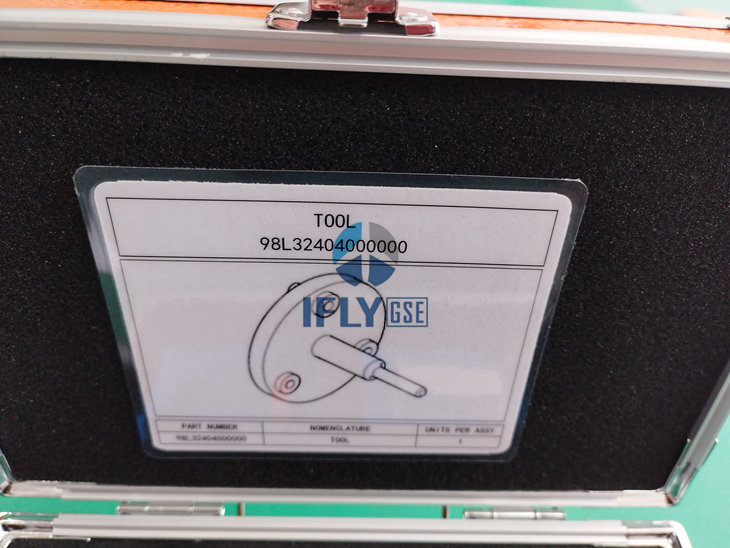 TOOL
98L32404000000
IFLY GSE
PART NUMBER NOMENCLATURE UNITS PER ASSY
98L32404000000 TOOL 1